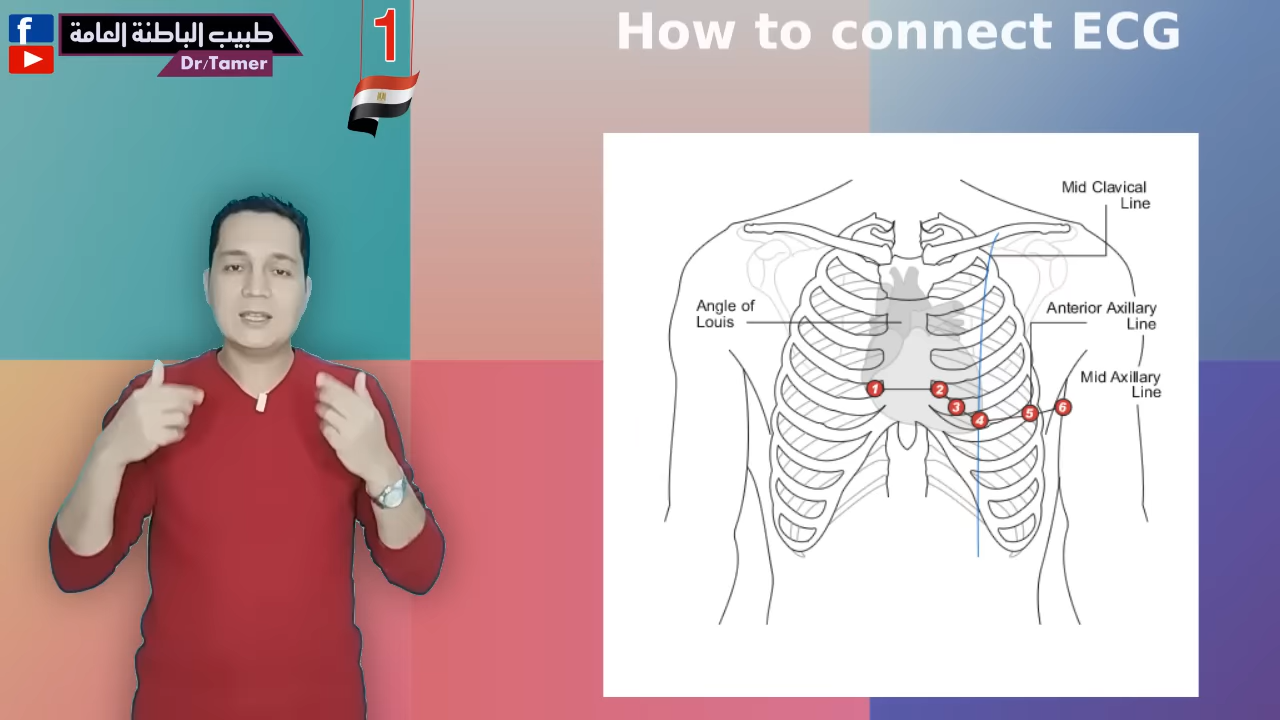 f
طبيب الباطنة العامة
Dr/Tamer
1
How to connect ECG
Mid Clavical
Line
Angle of
Louis
Anterior Axillary
Line
Mid Axillary
Line
1
2
3
4
5
6